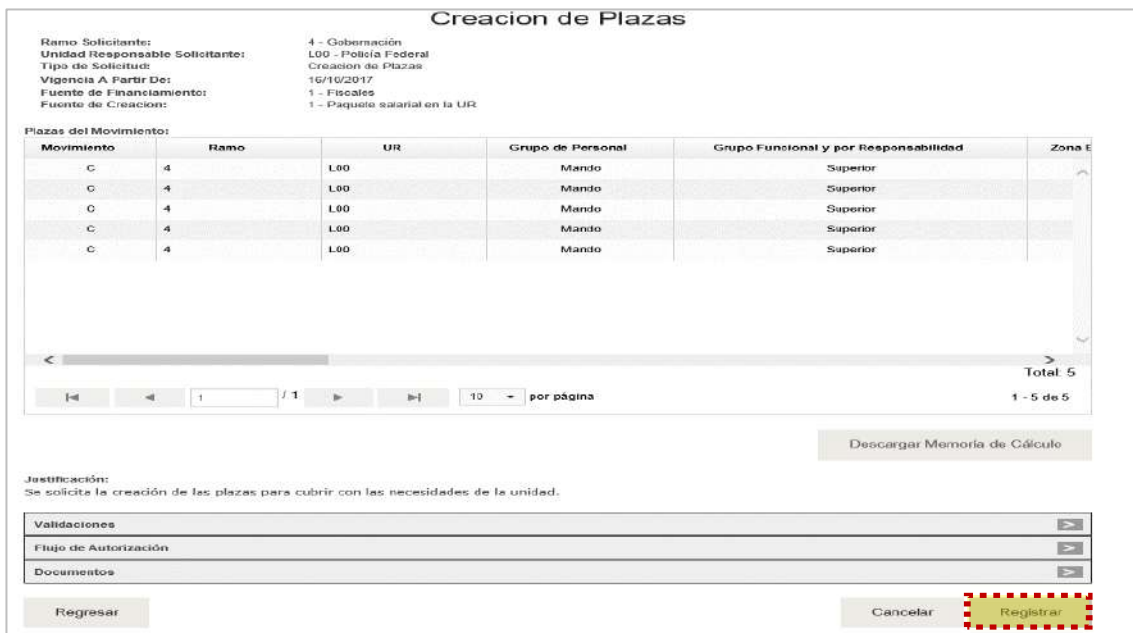 Creacion de Plazas
Ramo Solicitante: 4 - Gobernación
Unidad Responsable Solicitante: L00 - Policía Federal
Tipo de Solicitud: Creacion de Plazas
Vigencia A Partir De: 16/10/2017
Fuente de Financiamiento: 1 - Fiscales
Fuente de Creacion: 1 - Paquete salarial en la UR
Plazas del Movimiento:
Movimiento Ramo UR Grupo de Personal Grupo Funcional y por Responsabilidad Zona E
C 4 L00 Mando Superior
C 4 L00 Mando Superior
C 4 L00 Mando Superior
C 4 L00 Mando Superior
C 4 L00 Mando Superior
Total: 5
1 / 1 10 por página 1 - 5 de 5
Descargar Memoria de Cálculo
Justificación:
Se solicita la creación de las plazas para cubrir con las necesidades de la unidad.
Validaciones
Flujo de Autorización
Documentos
Regresar Cancelar Registrar